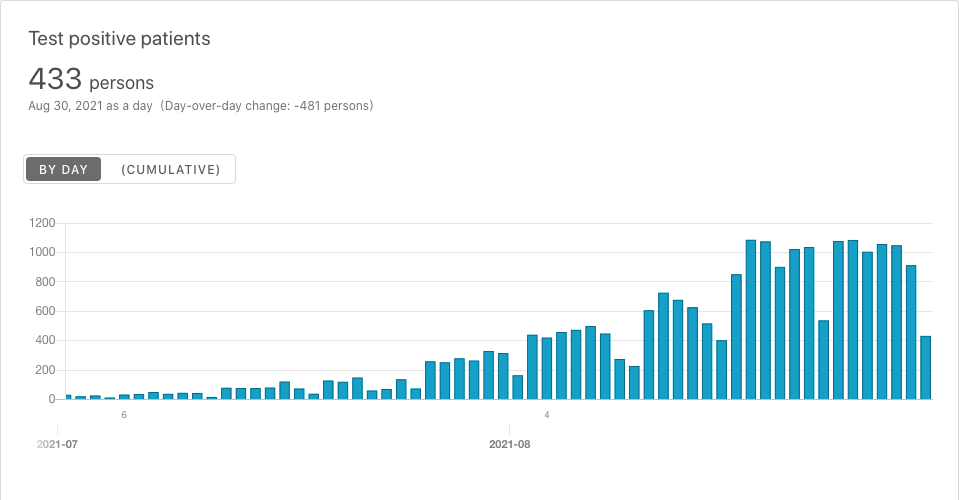 Test positive patients
433 persons
Aug 30, 2021 as a day (Day-over-day change: -481 persons)
BY DAY (CUMULATIVE)
1200
1000
800
600
400
200
0
6 4
2021-07 2021-08